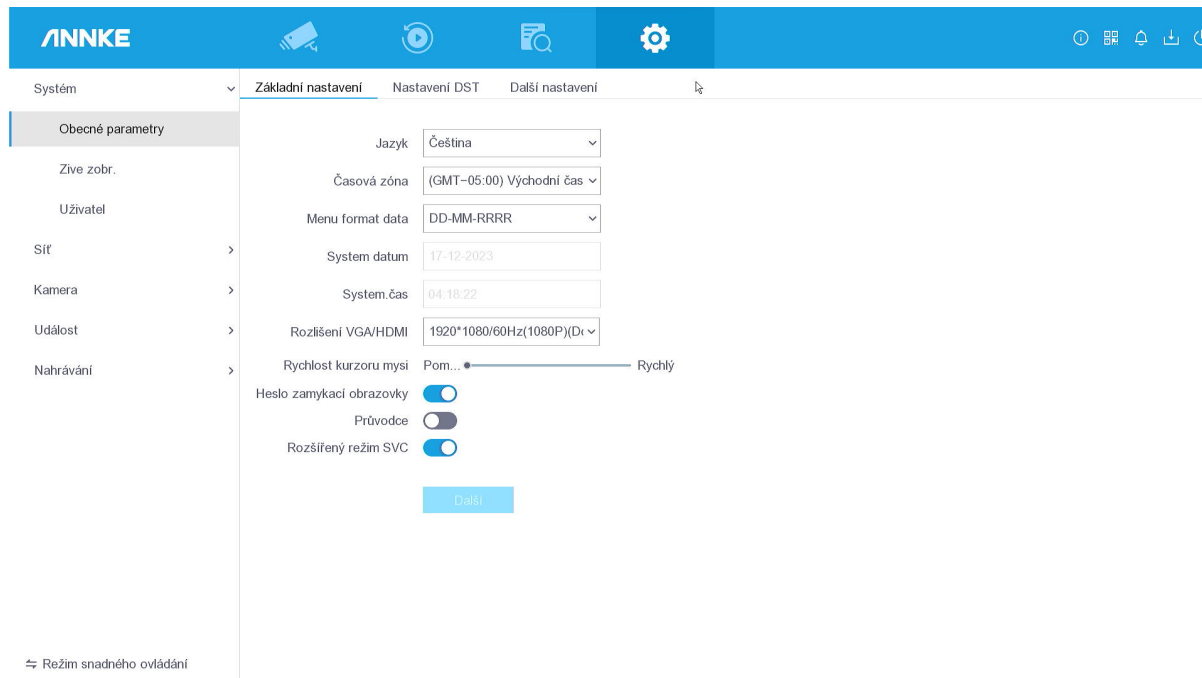 ANNKE
Systém
Obecné parametry
Zive zobr.
Uživatel
Síť
Kamera
Událost
Nahrávání
Režim snadného ovládání
Základní nastavení Nastavení DST Další nastavení
Jazyk Čeština
Časová zóna (GMT-05:00) Východní čas
Menu format data DD-MM-RRRR
System datum 17-12-2023
System.čas 04:18:22
Rozlišení VGA/HDMI 1920*1080/60Hz(1080P)(D
Rychlost kurzoru mysi Pom... Rychlý
Heslo zamykací obrazovky
Průvodce
Rozšířený režim SVC
Další